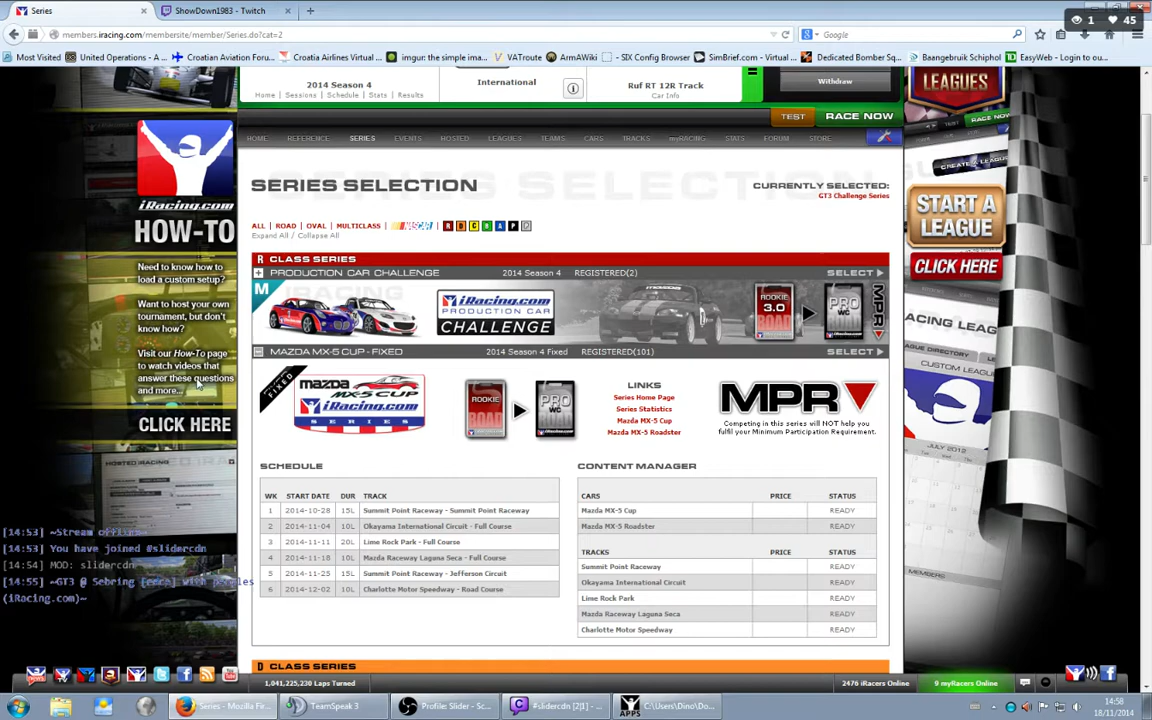 Series
ShowDown1983 - Twitch
1 45
members.iracing.com/membersite/member/Series.do?cat=2
Google
Most Visited
United Operations - A ...
Croatian Aviation Foru...
Croatia Airlines Virtual ...
imgur: the simple ima...
VATroute
ArmAWiki
- SIX Config Browser
SimBrief.com - Virtual ...
Dedicated Bomber Sq...
Baangebruik Schiphol
EasyWeb - Login to ou...
2014 Season 4
Home | Sessions | Schedule | Stats | Results
International
Ruf RT 12R Track
Car Info
Withdraw
TEST
RACE NOW
HOME
REFERENCE
SERIES
EVENTS
HOSTED
LEAGUES
TEAMS
CARS
TRACKS
myRACING
STATS
FORUM
STORE
SERIES SELECTION
CURRENTLY SELECTED:
GT3 Challenge Series
ALL | ROAD | OVAL | MULTICLASS | NASCAR R D C B A P
Expand All / Collapse All
R CLASS SERIES
PRODUCTION CAR CHALLENGE
2014 Season 4
REGISTERED(2)
SELECT
M
iRacing.com
PRODUCTION CAR
CHALLENGE
ROOKIE
3.0
PRO
WC
MPR
MAZDA MX-5 CUP - FIXED
2014 Season 4 Fixed
REGISTERED(101)
SELECT
FIXED
mazda
MX-5 CUP
iRacing.com
SERIES
ROOKIE
ROAD
PRO
WC
LINKS
Series Home Page
Series Statistics
Mazda MX-5 Cup
Mazda MX-5 Roadster
MPR
Competing in this series will NOT help you
fulfil your Minimum Participation Requirement.
SCHEDULE
WK START DATE DUR TRACK
1 2014-10-28 15L Summit Point Raceway - Summit Point Raceway
2 2014-11-04 10L Okayama International Circuit - Full Course
3 2014-11-11 20L Lime Rock Park - Full Course
4 2014-11-18 10L Mazda Raceway Laguna Seca - Full Course
5 2014-11-25 15L Summit Point Raceway - Jefferson Circuit
6 2014-12-02 10L Charlotte Motor Speedway - Road Course
CONTENT MANAGER
CARS PRICE STATUS
Mazda MX-5 Cup READY
Mazda MX-5 Roadster READY
TRACKS PRICE STATUS
Summit Point Raceway READY
Okayama International Circuit READY
Lime Rock Park READY
Mazda Raceway Laguna Seca READY
Charlotte Motor Speedway READY
D CLASS SERIES
iRacing.com
HOW-TO
Need to know how to
load a custom setup?
Want to host your own
tournament, but don't
know how?
Visit our How-To page
to watch videos that
answer these questions
and more...
CLICK HERE
HOSTED IRACING
[14:53] ~Stream offline~
[14:53] You have joined #slidercdn
[14:54] MOD: slidercdn
[14:55] ~GT3 @ Sebring
(iRacing.com)~
LEAGUES
RACE NOW
CREATE A LEAGUE
START A
LEAGUE
CLICK HERE
RACING LEAG
LEAGUE DIRECTORY
CUSTOM LEAGU
JULY 2012
MEMBERS
1,041,225,230 Laps Turned
2476 iRacers Online
9 myRacers Online
Series - Mozilla Fir...
TeamSpeak 3
Profile: Slider - Sc...
#slidercdn [2|1] - ...
APPS
C:\Users\Dino\Do...
14:58
18/11/2014